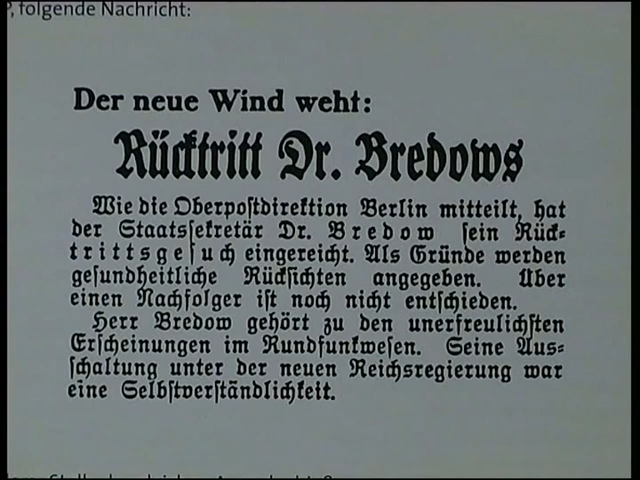 folgende Nachricht:
Der neue Wind weht:
Rücktritt Dr. Bredows
Wie die Oberpostdirektion Berlin mitteilt, hat
der Staatssekretär Dr. Bredow sein Rück-
trittsgesuch eingereicht. Als Gründe werden
gesundheitliche Rücksichten angegeben. Über
einen Nachfolger ist noch nicht entschieden.
Herr Bredow gehört zu den unerfreulichsten
Erscheinungen im Rundfunkwesen. Seine Aus-
schaltung unter der neuen Reichsregierung war
eine Selbstverständlichkeit.